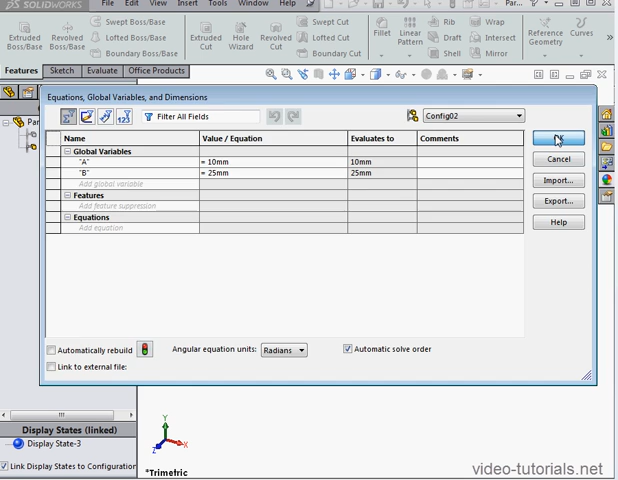 SOLIDWORKS File Edit View Insert Tools Window Help Par...
Extruded Boss/Base
Revolved Boss/Base
Swept Boss/Base
Lofted Boss/Base
Boundary Boss/Base
Extruded Cut
Hole Wizard
Revolved Cut
Swept Cut
Lofted Cut
Boundary Cut
Fillet
Linear Pattern
Rib
Draft
Shell
Wrap
Intersect
Mirror
Reference Geometry
Curves
Features Sketch Evaluate Office Products
Par
Equations, Global Variables, and Dimensions
Filter All Fields
Config02
Name Value / Equation Evaluates to Comments
Global Variables
"A" = 10mm 10mm
"B" = 25mm 25mm
Add global variable
Features
Add feature suppression
Equations
Add equation
OK
Cancel
Import...
Export...
Help
Automatically rebuild
Angular equation units: Radians
Automatic solve order
Link to external file:
Display States (linked)
Display State-3
Link Display States to Configuration
Y
X
Z
*Trimetric
video-tutorials.net